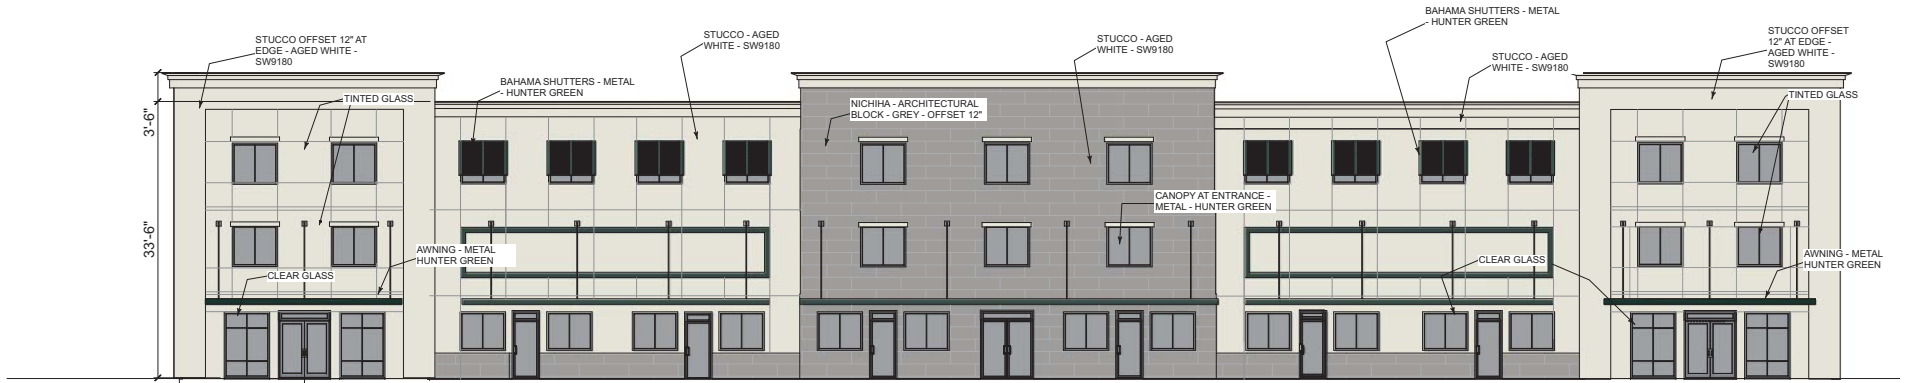 STUCCO OFFSET 12" AT
EDGE - AGED WHITE -
SW9180
TINTED GLASS
3'-6"
33'-6"
CLEAR GLASS
AWNING - METAL
HUNTER GREEN
BAHAMA SHUTTERS - METAL
- HUNTER GREEN
STUCCO - AGED
WHITE - SW9180
NICHIHA - ARCHITECTURAL
BLOCK - GREY - OFFSET 12"
STUCCO - AGED
WHITE - SW9180
CANOPY AT ENTRANCE -
METAL - HUNTER GREEN
BAHAMA SHUTTERS - METAL
- HUNTER GREEN
STUCCO - AGED
WHITE - SW9180
CLEAR GLASS
STUCCO OFFSET
12" AT EDGE -
AGED WHITE -
SW9180
TINTED GLASS
AWNING - METAL
HUNTER GREEN